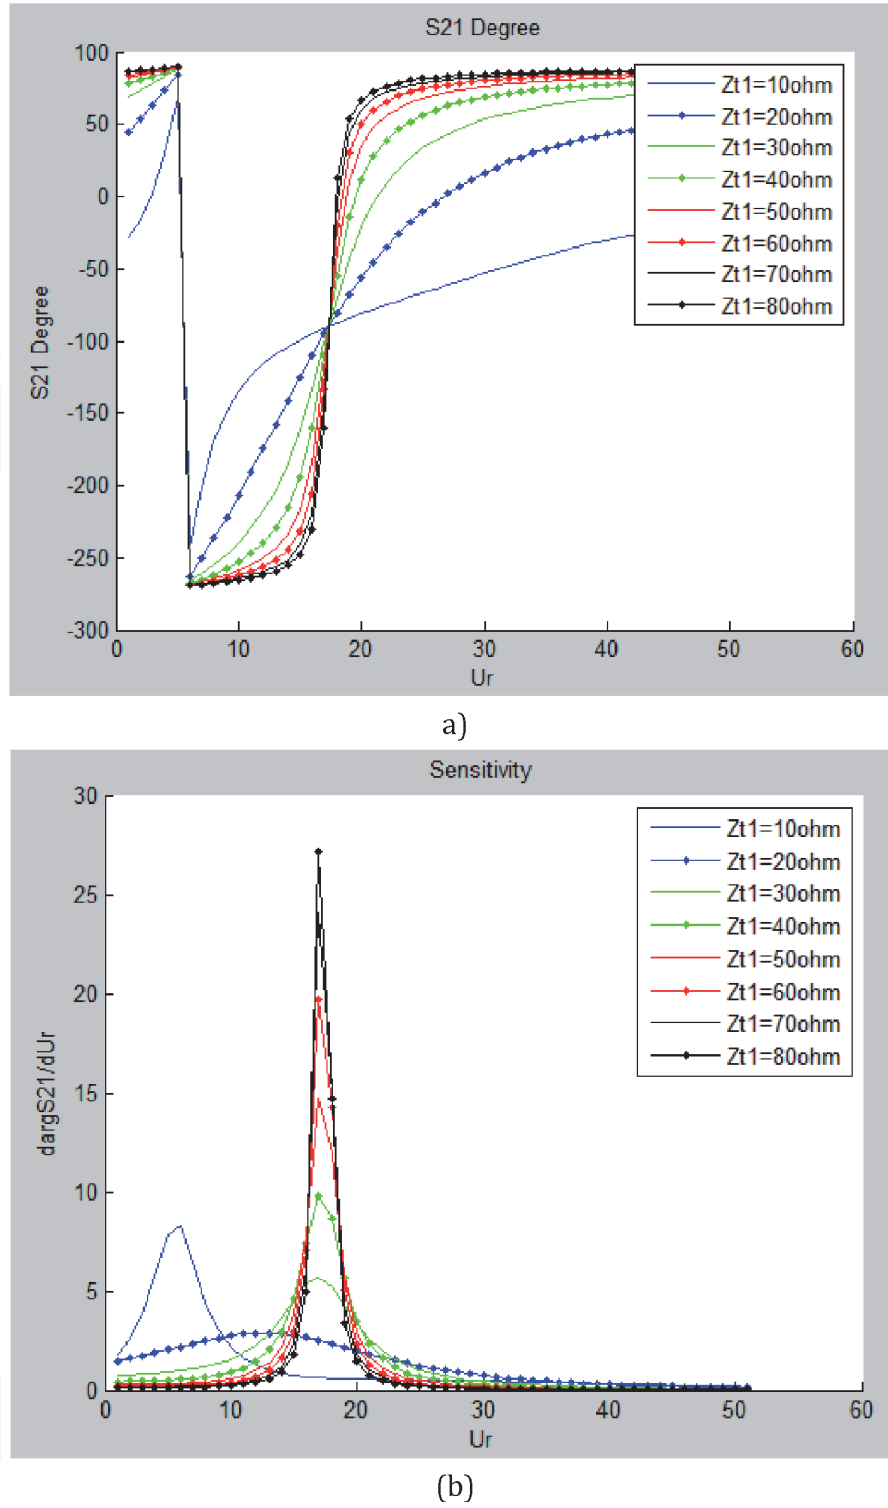 S21 Degree
100
50
0
-50
-100
-150
-200
-250
-300
S21 Degree
0 10 20 30 40 50 60
Ur
Zt1=10ohm
Zt1=20ohm
Zt1=30ohm
Zt1=40ohm
Zt1=50ohm
Zt1=60ohm
Zt1=70ohm
Zt1=80ohm
a)
Sensitivity
30
25
20
15
10
5
0
dargS21/dUr
0 10 20 30 40 50 60
Ur
Zt1=10ohm
Zt1=20ohm
Zt1=30ohm
Zt1=40ohm
Zt1=50ohm
Zt1=60ohm
Zt1=70ohm
Zt1=80ohm
(b)